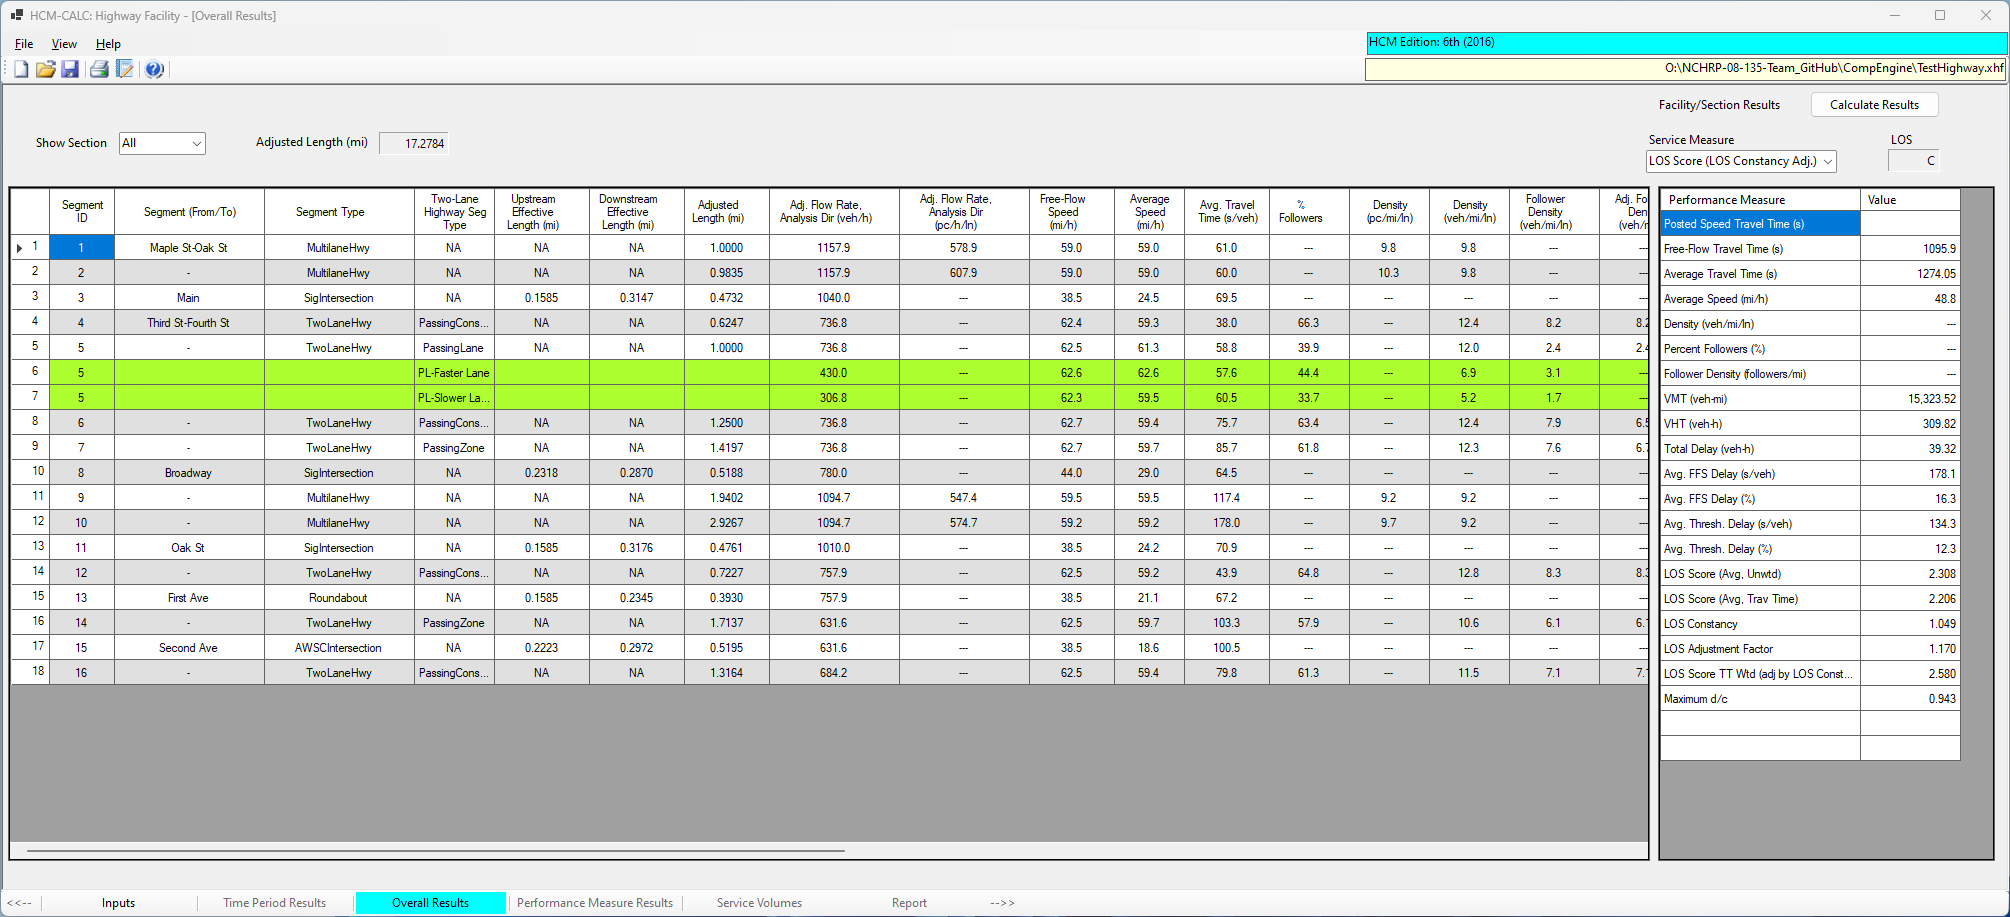 HCM-CALC: Highway Facility - [Overall Results]
File View Help
HCM Edition: 6th (2016)
O:\NCHRP-08-135-Team_GitHub\CompEngine\TestHighway.xhf
Facility/Section Results Calculate Results
Show Section All Adjusted Length (mi) 17.2784
Service Measure LOS
LOS Score (LOS Constancy Adj.) C
Segment ID Segment (From/To) Segment Type Two-Lane Highway Seg Type Upstream Effective Length (mi) Downstream Effective Length (mi) Adjusted Length (mi) Adj. Flow Rate, Analysis Dir (veh/h) Adj. Flow Rate, Analysis Dir (pc/h/ln) Free-Flow Speed (mi/h) Average Speed (mi/h) Avg. Travel Time (s/veh) % Followers Density (pc/mi/ln) Density (veh/mi/ln) Follower Density (veh/mi/ln) Adj. Fo Den (veh/r
1 1 Maple St-Oak St MultilaneHwy NA NA NA 1.0000 1157.9 578.9 59.0 59.0 61.0 --- 9.8 9.8 --- ---
2 2 - MultilaneHwy NA NA NA 0.9835 1157.9 607.9 59.0 59.0 60.0 --- 10.3 9.8 --- ---
3 3 Main SigIntersection NA 0.1585 0.3147 0.4732 1040.0 --- 38.5 24.5 69.5 --- --- --- --- ---
4 4 Third St-Fourth St TwoLaneHwy PassingCons... NA NA 0.6247 736.8 --- 62.4 59.3 38.0 66.3 --- 12.4 8.2 8.2
5 5 - TwoLaneHwy PassingLane NA NA 1.0000 736.8 --- 62.5 61.3 58.8 39.9 --- 12.0 2.4 2.4
6 5 PL-Faster Lane 430.0 --- 62.6 62.6 57.6 44.4 6.9 3.1 ---
7 5 PL-Slower La... 306.8 --- 62.3 59.5 60.5 33.7 5.2 1.7 ---
8 6 - TwoLaneHwy PassingCons... NA NA 1.2500 736.8 --- 62.7 59.4 75.7 63.4 --- 12.4 7.9 6.5
9 7 - TwoLaneHwy PassingZone NA NA 1.4197 736.8 --- 62.7 59.7 85.7 61.8 --- 12.3 7.6 6.7
10 8 Broadway SigIntersection NA 0.2318 0.2870 0.5188 780.0 --- 44.0 29.0 64.5 --- --- --- --- ---
11 9 - MultilaneHwy NA NA NA 1.9402 1094.7 547.4 59.5 59.5 117.4 --- 9.2 9.2 --- ---
12 10 - MultilaneHwy NA NA NA 2.9267 1094.7 574.7 59.2 59.2 178.0 --- 9.7 9.2 --- ---
13 11 Oak St SigIntersection NA 0.1585 0.3176 0.4761 1010.0 --- 38.5 24.2 70.9 --- --- --- --- ---
14 12 - TwoLaneHwy PassingCons... NA NA 0.7227 757.9 --- 62.5 59.2 43.9 64.8 --- 12.8 8.3 8.3
15 13 First Ave Roundabout NA 0.1585 0.2345 0.3930 757.9 --- 38.5 21.1 67.2 --- --- --- --- ---
16 14 - TwoLaneHwy PassingZone NA NA 1.7137 631.6 --- 62.5 59.7 103.3 57.9 --- 10.6 6.1 6.
17 15 Second Ave AWSCIntersection NA 0.2223 0.2972 0.5195 631.6 --- 38.5 18.6 100.5 --- --- --- --- ---
18 16 - TwoLaneHwy PassingCons... NA NA 1.3164 684.2 --- 62.5 59.4 79.8 61.3 --- 11.5 7.1 7.
Performance Measure Value
Posted Speed Travel Time (s)
Free-Flow Travel Time (s) 1095.9
Average Travel Time (s) 1274.05
Average Speed (mi/h) 48.8
Density (veh/mi/ln) ---
Percent Followers (%) ---
Follower Density (followers/mi) ---
VMT (veh-mi) 15,323.52
VHT (veh-h) 309.82
Total Delay (veh-h) 39.32
Avg. FFS Delay (s/veh) 178.1
Avg. FFS Delay (%) 16.3
Avg. Thresh. Delay (s/veh) 134.3
Avg. Thresh. Delay (%) 12.3
LOS Score (Avg, Unwtd) 2.308
LOS Score (Avg, Trav Time) 2.206
LOS Constancy 1.049
LOS Adjustment Factor 1.170
LOS Score TT Wtd (adj by LOS Const... 2.580
Maximum d/c 0.943
<<-- Inputs Time Period Results Overall Results Performance Measure Results Service Volumes Report -->>